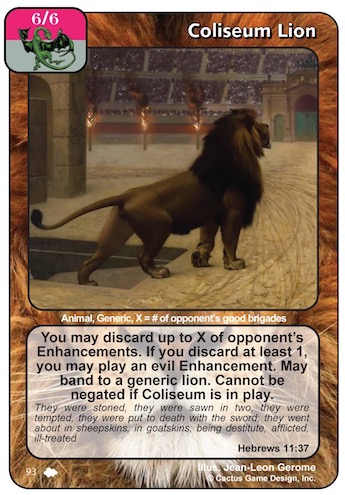 6/6
Coliseum Lion
Animal, Generic, X = # of opponent's good brigades
You may discard up to X of opponent's
Enhancements. If you discard at least 1,
you may play an evil Enhancement. May
band to a generic lion. Cannot be
negated if Coliseum is in play.
They were stoned, they were sawn in two, they were
tempted, they were put to death with the sword; they went
about in sheepskins, in goatskins, being destitute, afflicted,
ill-treated
Hebrews 11:37
93
Illus. Jean-Leon Gerome
© Cactus Game Design, Inc.